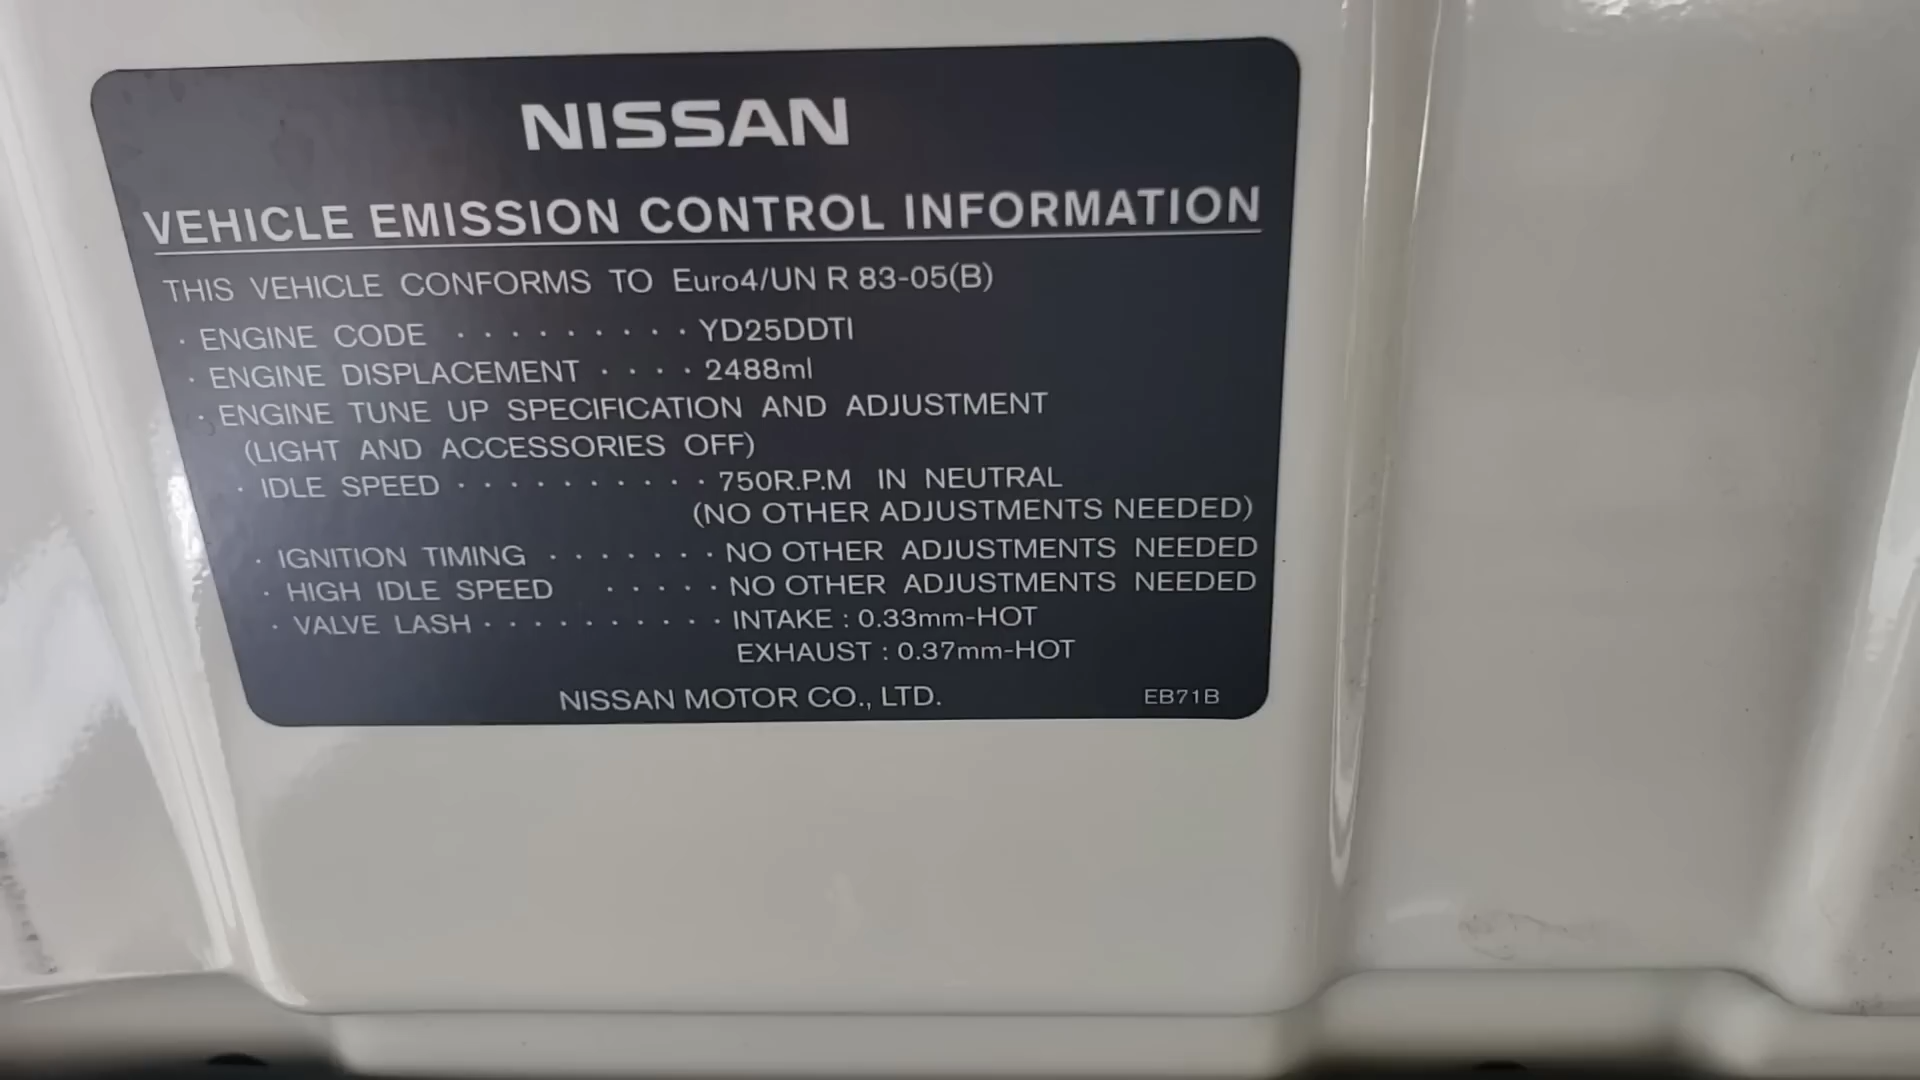 NISSAN
VEHICLE EMISSION CONTROL INFORMATION
THIS VEHICLE CONFORMS TO Euro4/UN R 83-05(B)
· ENGINE CODE · · · · · · · · · YD25DDTI
· ENGINE DISPLACEMENT · · · · 2488ml
· ENGINE TUNE UP SPECIFICATION AND ADJUSTMENT
(LIGHT AND ACCESSORIES OFF)
· IDLE SPEED · · · · · · · · · · 750R.P.M IN NEUTRAL
(NO OTHER ADJUSTMENTS NEEDED)
· IGNITION TIMING · · · · · · · NO OTHER ADJUSTMENTS NEEDED
· HIGH IDLE SPEED · · · · · NO OTHER ADJUSTMENTS NEEDED
· VALVE LASH · · · · · · · · · · INTAKE : 0.33mm-HOT
EXHAUST : 0.37mm-HOT
NISSAN MOTOR CO., LTD. EB71B